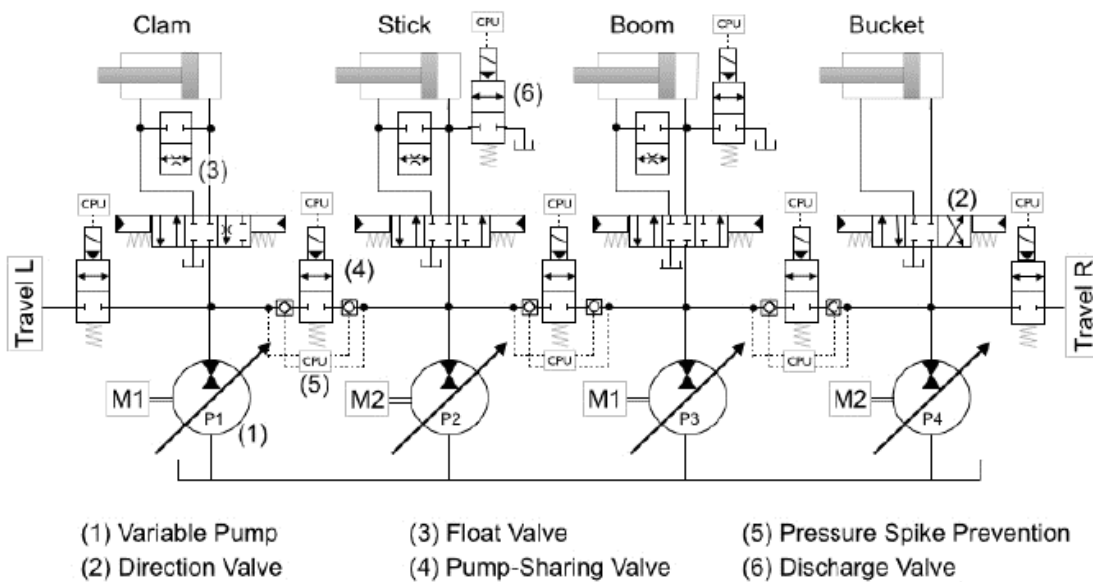 Clam Stick Boom Bucket
CPU CPU
(6)
(3)
CPU CPU (2) CPU CPU CPU
(4)
Travel L
Travel R
CPU CPU CPU
(5)
M1 P1 (1) M2 P2 M1 P3 M2 P4
(1) Variable Pump (3) Float Valve (5) Pressure Spike Prevention
(2) Direction Valve (4) Pump-Sharing Valve (6) Discharge Valve